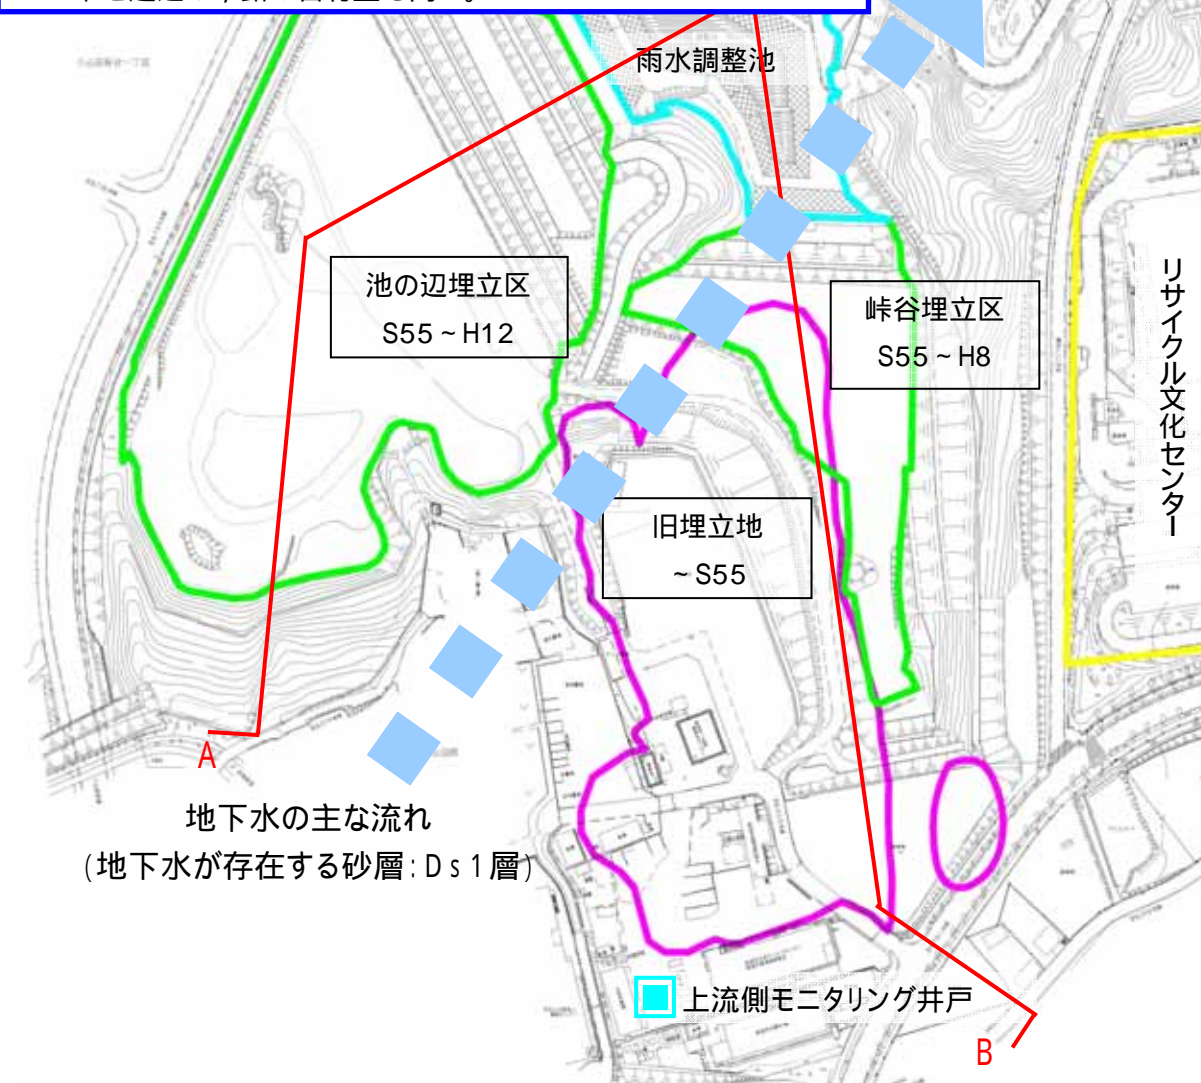 雨水調整池
池の辺埋立区
S55～H12
峠谷埋立区
S55～H8
リサイクル文化センター
旧埋立地
～S55
A
地下水の主な流れ
(地下水が存在する砂層:Ds1層)
上流側モニタリング井戸
B